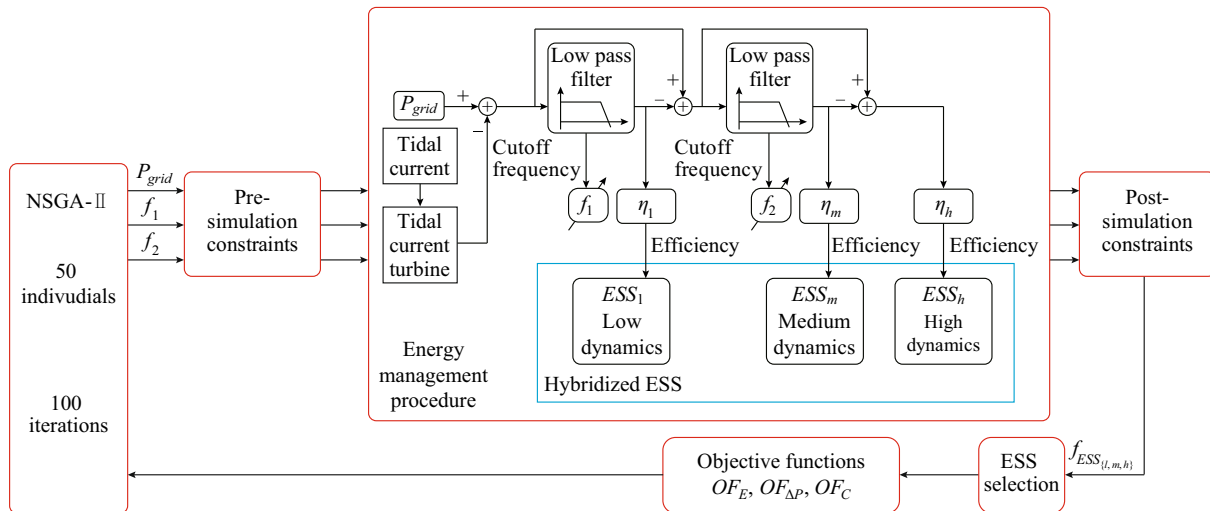 NSGA-Ⅱ
50
indivudials
100
iterations
P_grid
f_1
f_2
Pre-
simulation
constraints
P_grid
+
−
+
Tidal
current
Tidal
current
turbine
Low pass
filter
Cutoff
frequency
f_1
η_1
Efficiency
+
−
+
Low pass
filter
Cutoff
frequency
f_2
η_m
Efficiency
+
−
+
η_h
Efficiency
ESS_1
Low
dynamics
ESS_m
Medium
dynamics
ESS_h
High
dynamics
Hybridized ESS
Energy
management
procedure
Post-
simulation
constraints
f_ESS_{l, m, h}
ESS
selection
Objective functions
OF_E, OF_ΔP, OF_C